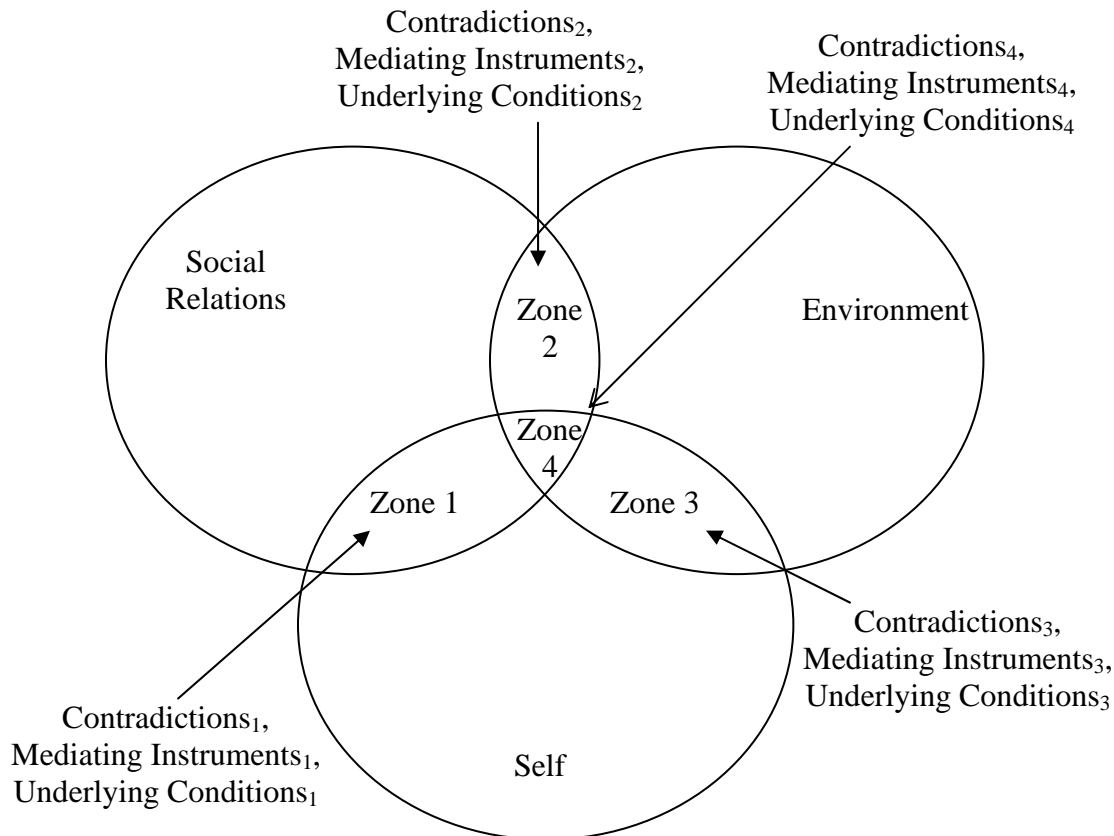 Contradictions₂,
Mediating Instruments₂,
Underlying Conditions₂
Contradictions₄,
Mediating Instruments₄,
Underlying Conditions₄
Social
Relations
Environment
Zone
2
Zone
4
Zone 1
Zone 3
Contradictions₃,
Mediating Instruments₃,
Underlying Conditions₃
Contradictions₁,
Mediating Instruments₁,
Underlying Conditions₁
Self